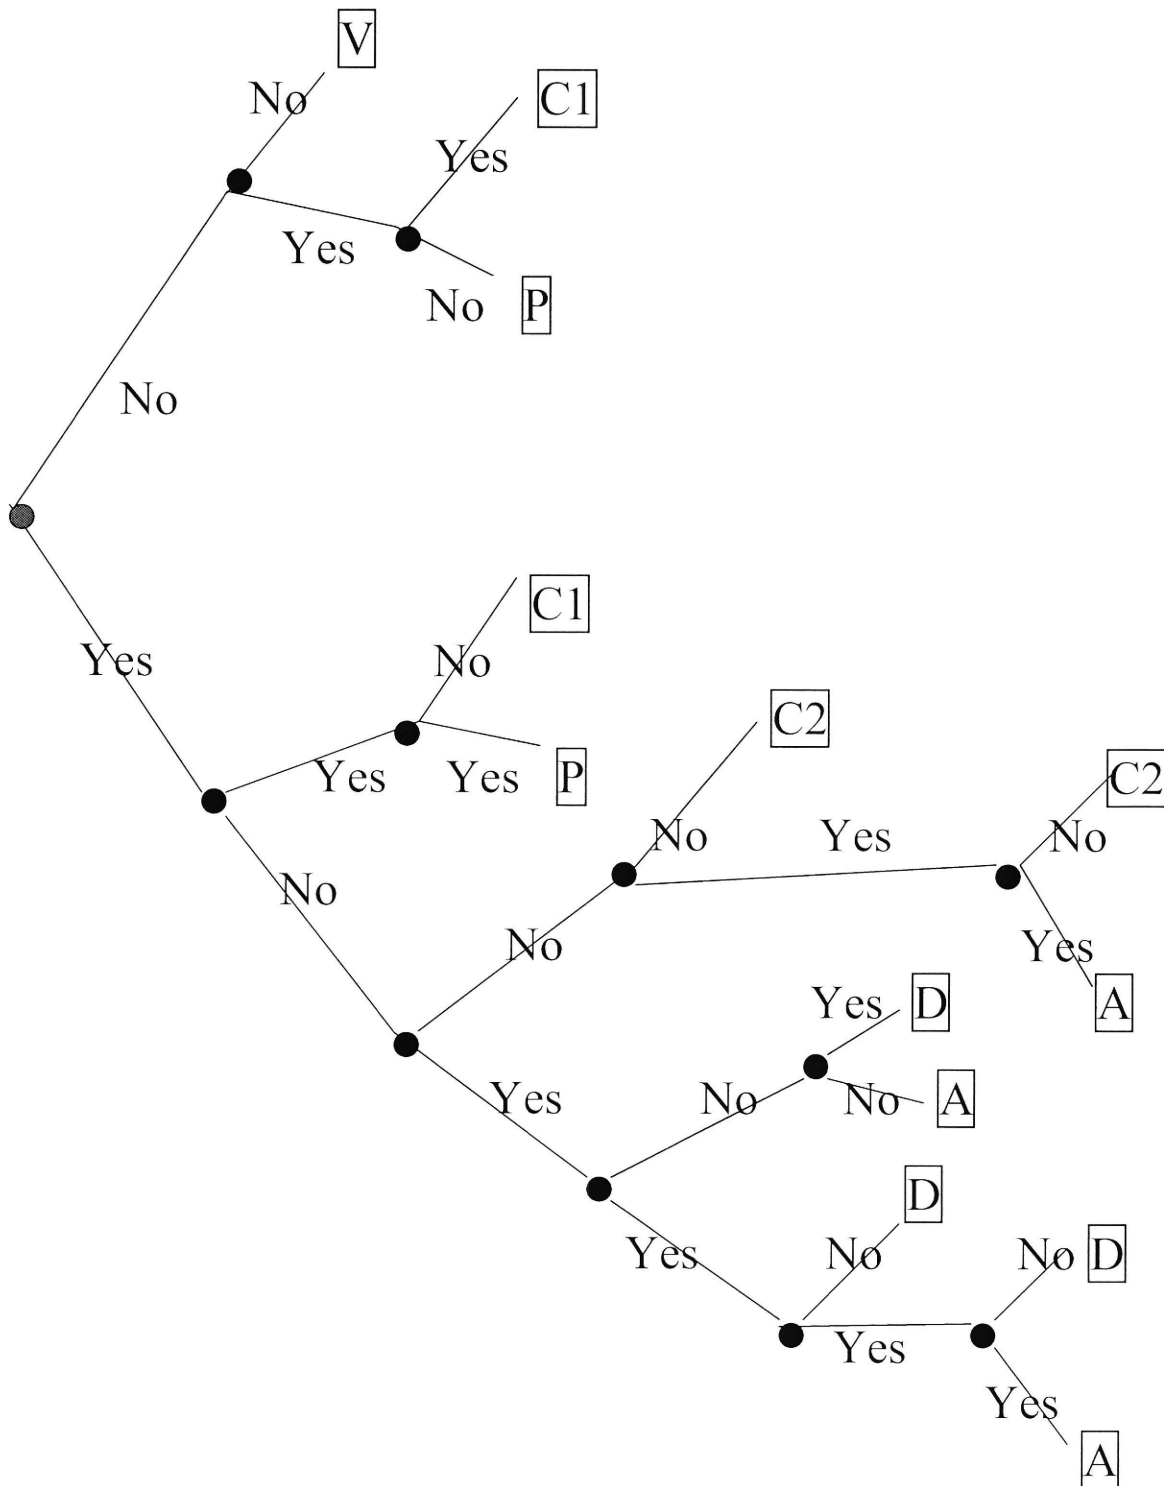 V
No
C1
Yes
Yes
No P
No
C1
Yes
No
C2
Yes Yes P
C2
No Yes No
No
No
Yes
Yes D
A
Yes No No A
D
Yes No No D
Yes
Yes
A